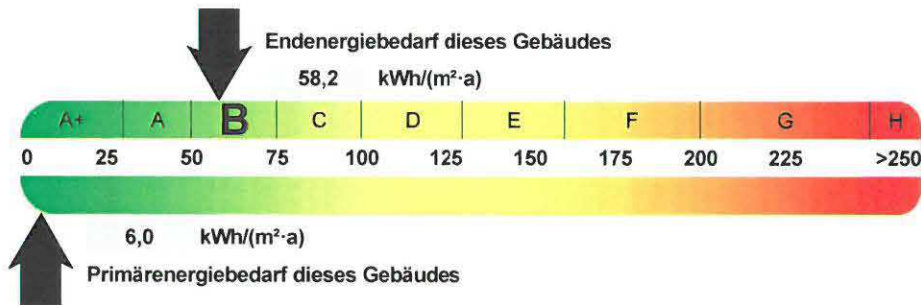 Endenergiebedarf dieses Gebäudes
58,2 kWh/(m²·a)
A+ A B C D E F G H
0 25 50 75 100 125 150 175 200 225 >250
6,0 kWh/(m²·a)
Primärenergiebedarf dieses Gebäudes